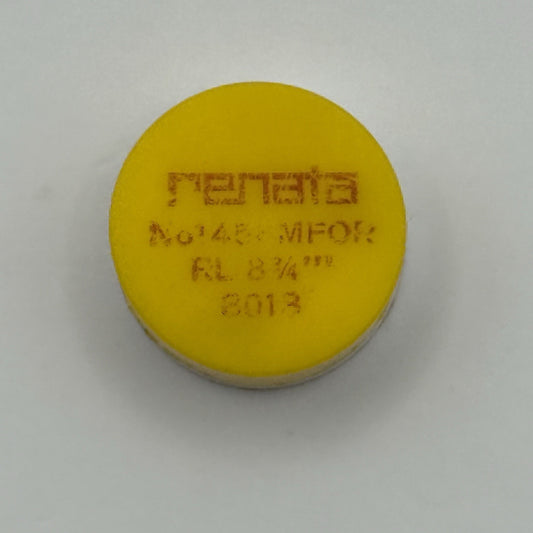 renata
MFOR
RL 8¾'''
8013